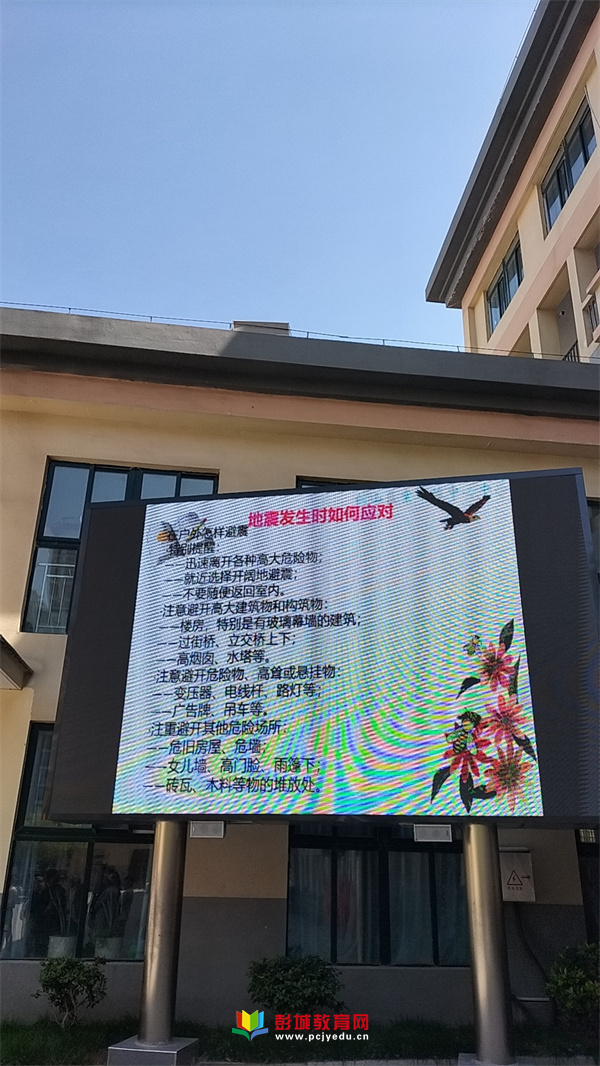 地震发生时如何应对
户外怎样避震
特别提醒
——迅速离开各种高大危险物;
——就近选择开阔地避震;
——不要随便返回室内。
注意避开高大建筑物和构筑物:
——楼房,特别是有玻璃幕墙的建筑;
——过街桥、立交桥上下;
——高烟囱、水塔等。
注意避开危险物、高耸或悬挂物:
——变压器、电线杆、路灯等;
——广告牌、吊车等。
注重避开其他危险场所:
——危旧房屋、危墙;
——女儿墙、高门脸、雨篷下;
——砖瓦、木料等物的堆放处。
彭城教育网
www.pcjyedu.cn